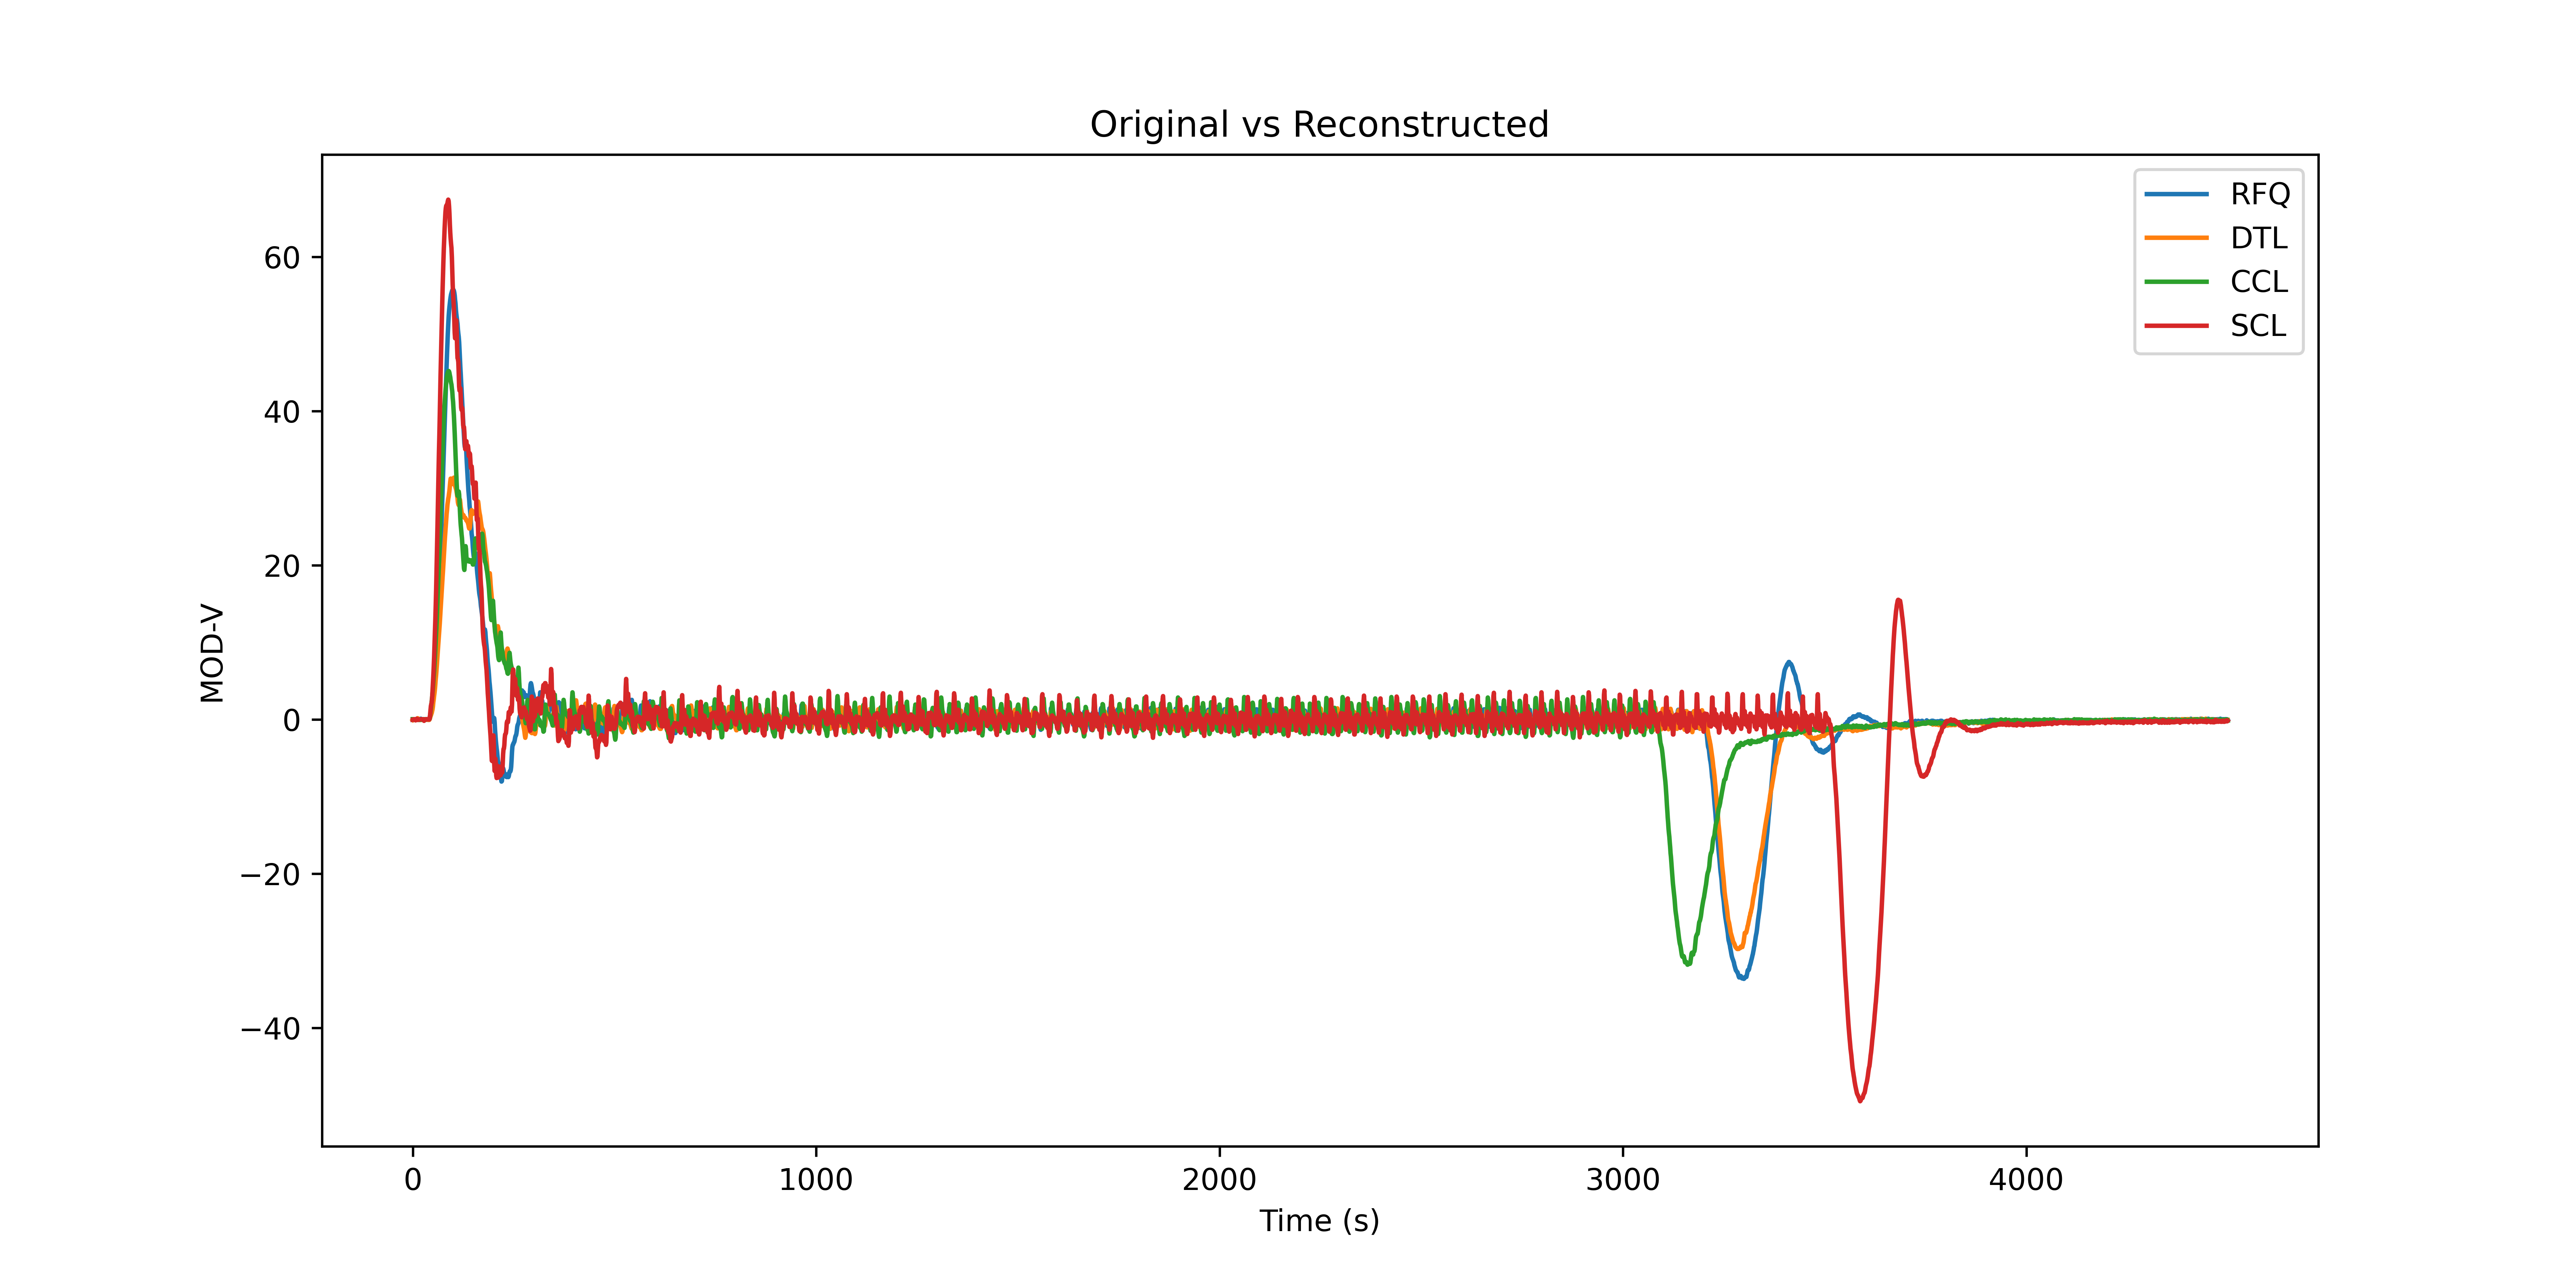 Original vs Reconstructed
RFQ
DTL
CCL
SCL
MOD-V
60
40
20
0
−20
−40
0 1000 2000 3000 4000
Time (s)